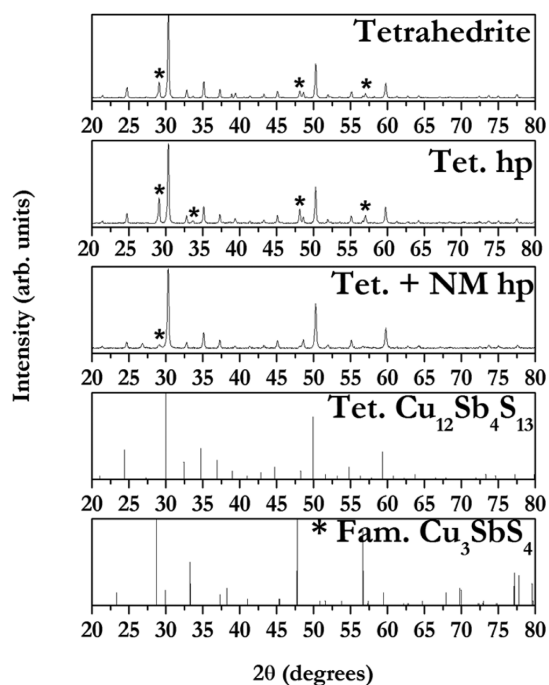 Intensity (arb. units)
Tetrahedrite
* * *
20 25 30 35 40 45 50 55 60 65 70 75 80
Tet. hp
* * * *
20 25 30 35 40 45 50 55 60 65 70 75 80
Tet. + NM hp
*
20 25 30 35 40 45 50 55 60 65 70 75 80
Tet. Cu12Sb4S13
20 25 30 35 40 45 50 55 60 65 70 75 80
* Fam. Cu3SbS4
20 25 30 35 40 45 50 55 60 65 70 75 80
2θ (degrees)